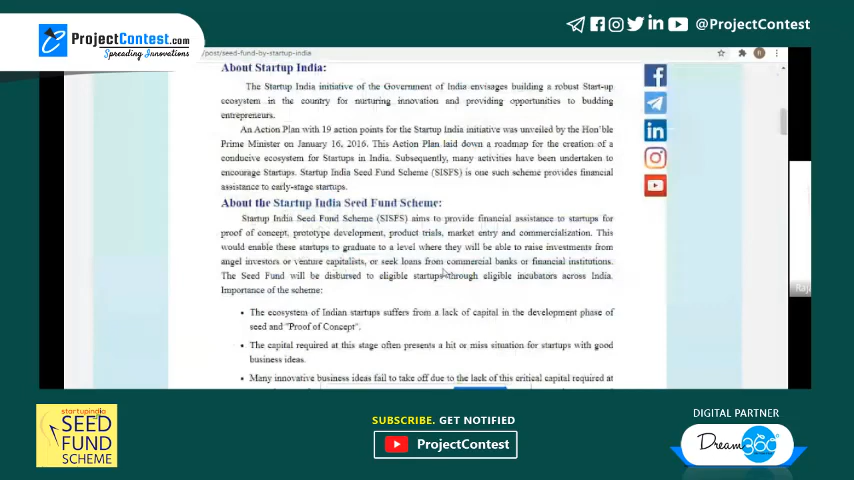 ProjectContest.com
Spreading Innovations
@ProjectContest
/post/seed-fund-by-startup-india
About Startup India:
The Startup India initiative of the Government of India envisages building a robust Start-up
ecosystem in the country for nurturing innovation and providing opportunities to budding
entrepreneurs.
An Action Plan with 19 action points for the Startup India initiative was unveiled by the Hon'ble
Prime Minister on January 16, 2016. This Action Plan laid down a roadmap for the creation of a
conducive ecosystem for Startups in India. Subsequently, many activities have been undertaken to
encourage Startups. Startup India Seed Fund Scheme (SISFS) is one such scheme provides financial
assistance to early-stage startups.
About the Startup India Seed Fund Scheme:
Startup India Seed Fund Scheme (SISFS) aims to provide financial assistance to startups for
proof of concept, prototype development, product trials, market entry and commercialization. This
would enable these startups to graduate to a level where they will be able to raise investments from
angel investors or venture capitalists, or seek loans from commercial banks or financial institutions.
The Seed Fund will be disbursed to eligible startups through eligible incubators across India.
Importance of the scheme:
• The ecosystem of Indian startups suffers from a lack of capital in the development phase of
seed and "Proof of Concept".
• The capital required at this stage often presents a hit or miss situation for startups with good
business ideas.
• Many innovative business ideas fail to take off due to the lack of this critical capital required at
Raj
startupindia
SEED
FUND
SCHEME
SUBSCRIBE. GET NOTIFIED
ProjectContest
DIGITAL PARTNER
Dream360°